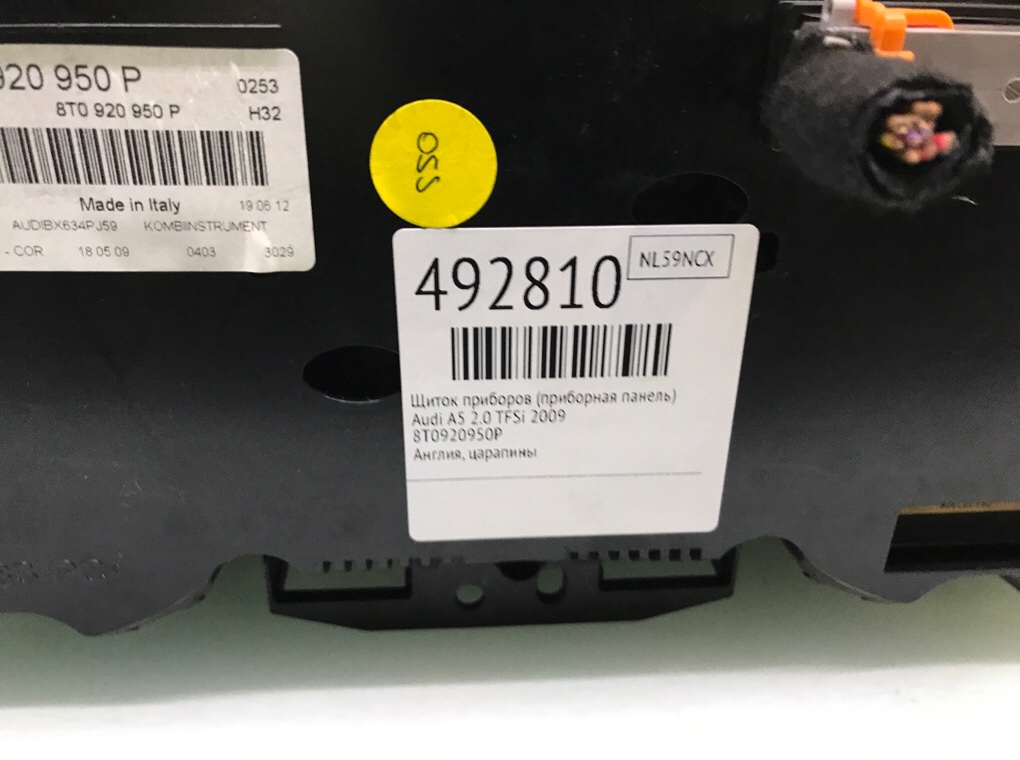 920 950 P
0253
8T0 920 950 P
H32
Made in Italy
19.06.12
AUDIBX634PJ59 KOMBIINSTRUMENT
- COR 18.05.09 0403 3029
OSS
492810
NL59NCX
Щиток приборов (приборная панель)
Audi A5 2.0 TFSi 2009
8T0920950P
Англия, царапины